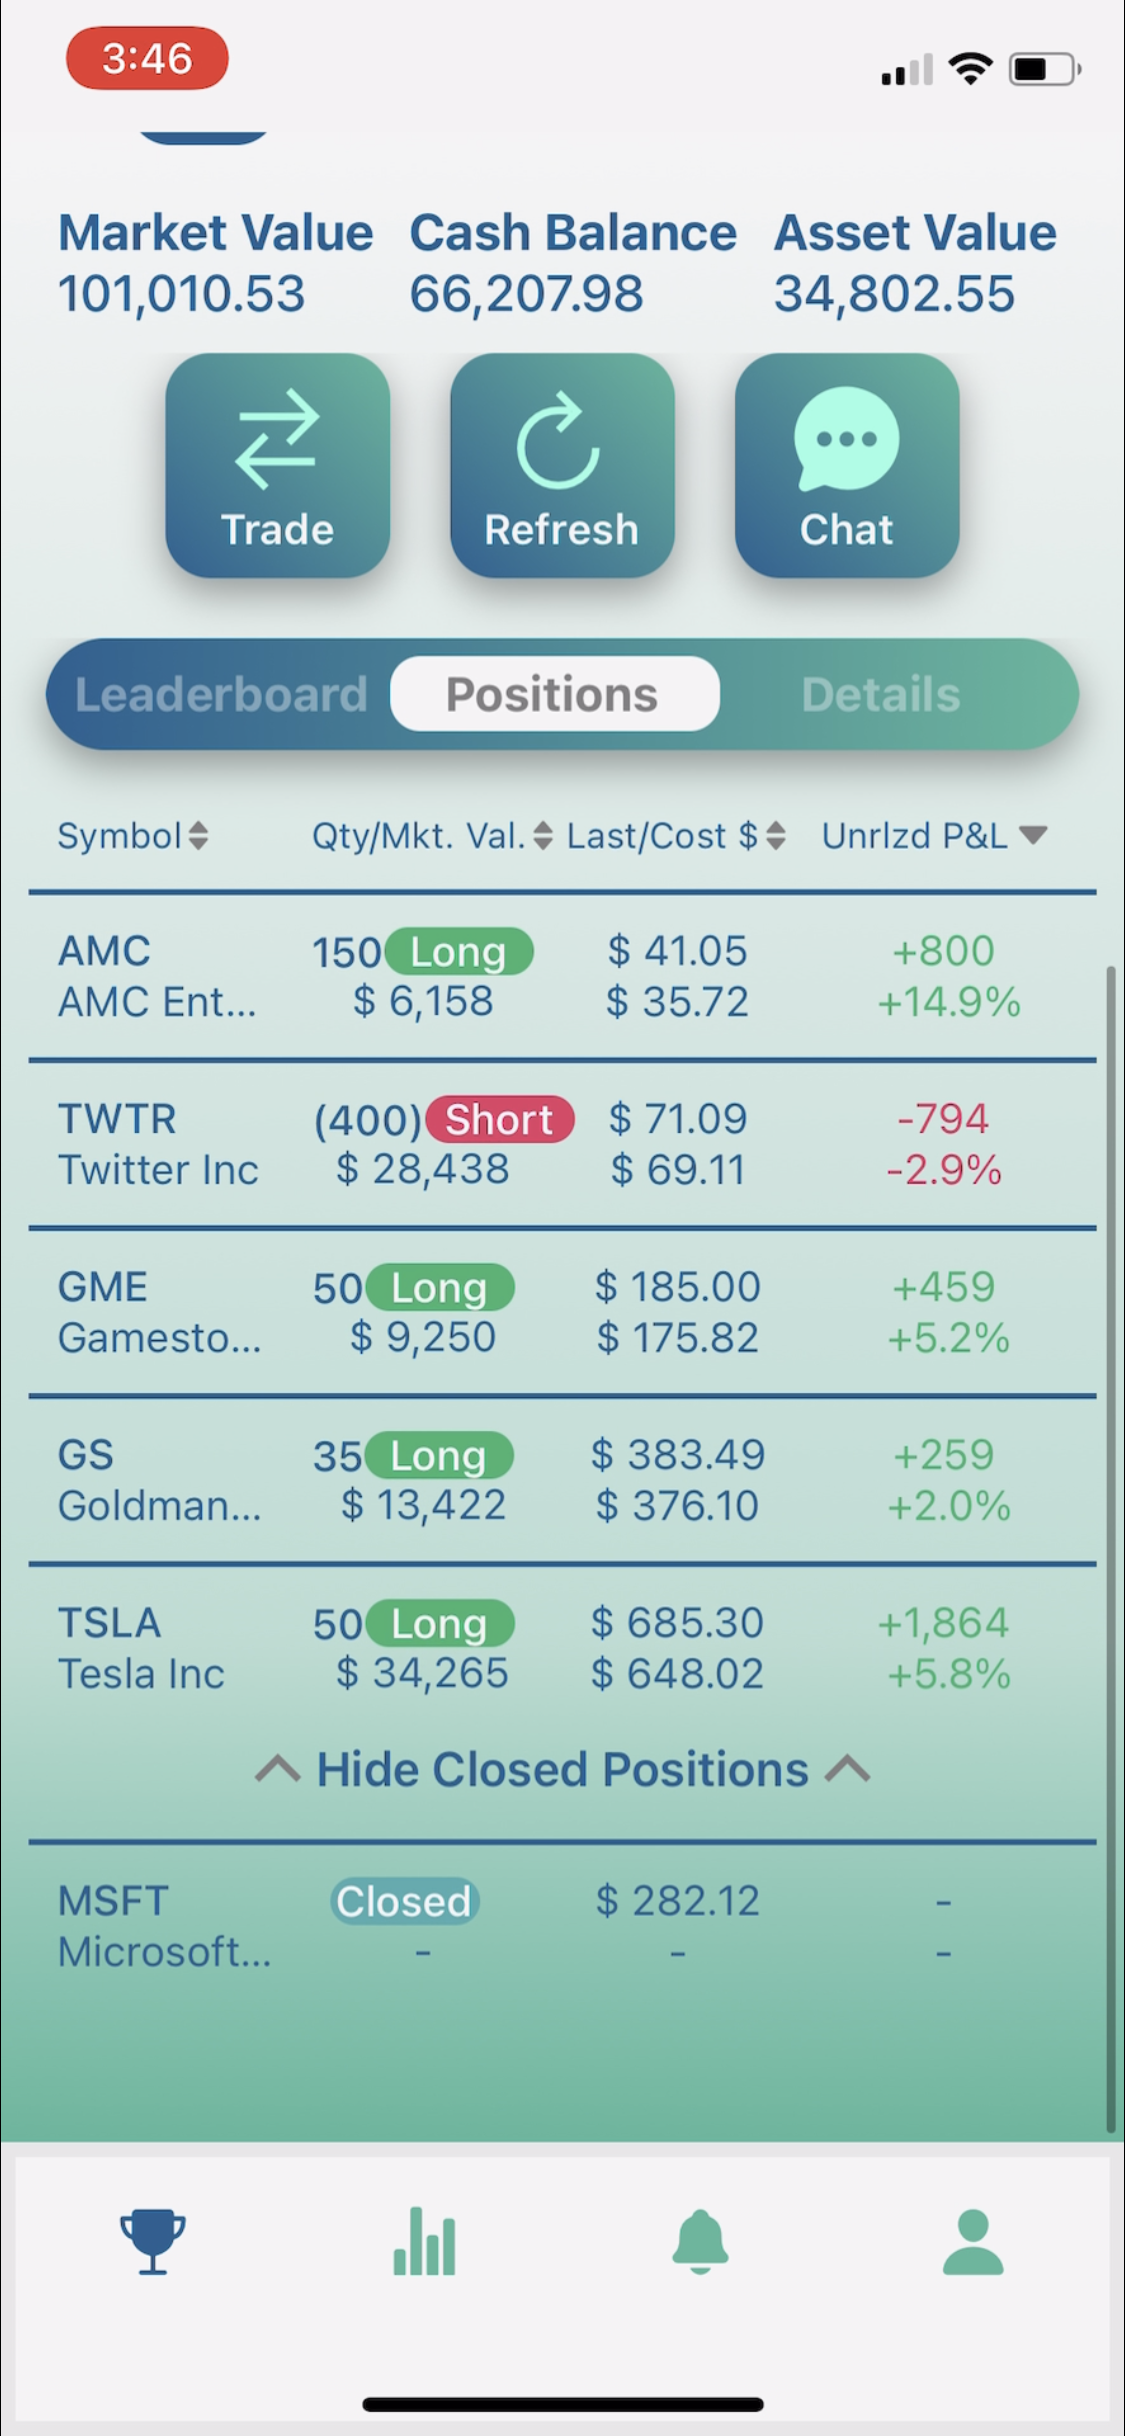 3:46
Market Value Cash Balance Asset Value
101,010.53 66,207.98 34,802.55
Trade Refresh Chat
Leaderboard Positions Details
Symbol Qty/Mkt. Val. Last/Cost $ Unrlzd P&L
AMC 150 Long $ 41.05 +800
AMC Ent... $ 6,158 $ 35.72 +14.9%
TWTR (400) Short $ 71.09 -794
Twitter Inc $ 28,438 $ 69.11 -2.9%
GME 50 Long $ 185.00 +459
Gamesto... $ 9,250 $ 175.82 +5.2%
GS 35 Long $ 383.49 +259
Goldman... $ 13,422 $ 376.10 +2.0%
TSLA 50 Long $ 685.30 +1,864
Tesla Inc $ 34,265 $ 648.02 +5.8%
Hide Closed Positions
MSFT Closed $ 282.12 -
Microsoft... - - -